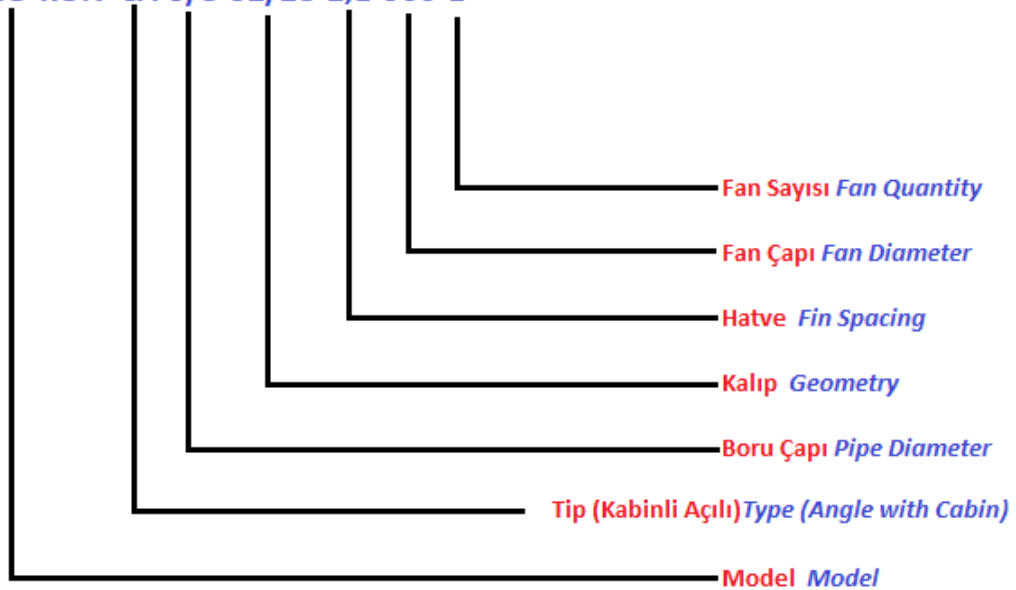 Fan Sayısı Fan Quantity
Fan Çapı Fan Diameter
Hatve Fin Spacing
Kalıp Geometry
Boru Çapı Pipe Diameter
Tip (Kabinli Açılı)Type (Angle with Cabin)
Model Model